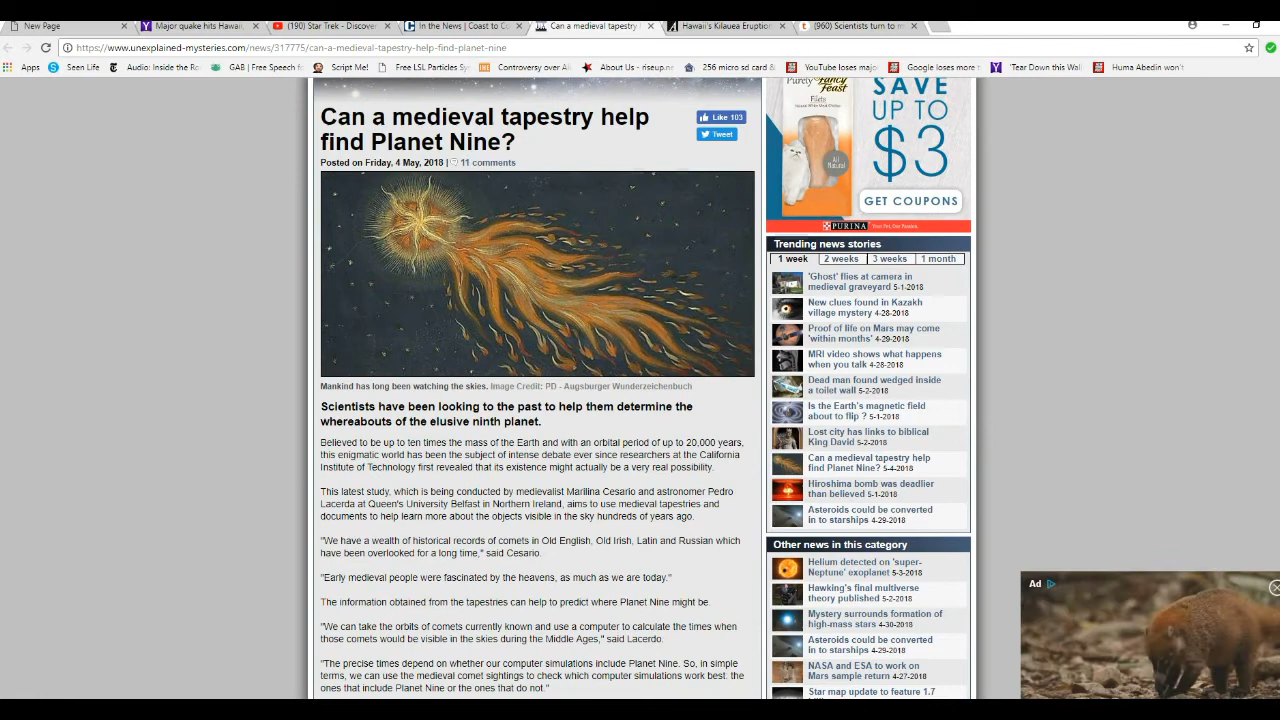 New Page
Major quake hits Hawaii,
(190) Star Trek - Discove
In the News | Coast to Co
Can a medieval tapestry
Hawaii's Kilauea Eruption
(960) Scientists turn to m
https://www.unexplained-mysteries.com/news/317775/can-a-medieval-tapestry-help-find-planet-nine
Apps
Seen Life
Audio: Inside the Ro
GAB | Free Speech fo
Script Me!
Free LSL Particles Sy
Controversy over Al
About Us - riseup.ne
256 micro sd card &
YouTube loses major
Google loses more t
'Tear Down this Wall
Huma Abedin won't
Can a medieval tapestry help
find Planet Nine?
Like 103
Tweet
Posted on Friday, 4 May, 2018 | 11 comments
Mankind has long been watching the skies. Image Credit: PD - Augsburger Wunderzeichenbuch
Scientists have been looking to the past to help them determine the
whereabouts of the elusive ninth planet.
Believed to be up to ten times the mass of the Earth and with an orbital period of up to 20,000 years,
this enigmatic world has been the subject of intense debate ever since researchers at the California
Institute of Technology first revealed that its existence might actually be a very real possibility.
This latest study, which is being conducted by medievalist Marilina Cesario and astronomer Pedro
Lacerda at Queen's University Belfast in Northern Ireland, aims to use medieval tapestries and
documents to help learn more about the objects visible in the sky hundreds of years ago.
"We have a wealth of historical records of comets in Old English, Old Irish, Latin and Russian which
have been overlooked for a long time," said Cesario.
"Early medieval people were fascinated by the heavens, as much as we are today."
The information obtained from the tapestries can help to predict where Planet Nine might be.
"We can take the orbits of comets currently known and use a computer to calculate the times when
those comets would be visible in the skies during the Middle Ages," said Lacerdo.
"The precise times depend on whether our computer simulations include Planet Nine. So, in simple
terms, we can use the medieval comet sightings to check which computer simulations work best: the
ones that include Planet Nine or the ones that do not."
Purely Fancy
Feast
Filets
All
Natural
SAVE
UP TO
$3
GET COUPONS
PURINA Your Pet, Our Passion.
Trending news stories
1 week
2 weeks
3 weeks
1 month
'Ghost' flies at camera in
medieval graveyard 5-1-2018
New clues found in Kazakh
village mystery 4-28-2018
Proof of life on Mars may come
'within months' 4-29-2018
MRI video shows what happens
when you talk 4-28-2018
Dead man found wedged inside
a toilet wall 5-2-2018
Is the Earth's magnetic field
about to flip ? 5-1-2018
Lost city has links to biblical
King David 5-2-2018
Can a medieval tapestry help
find Planet Nine? 5-4-2018
Hiroshima bomb was deadlier
than believed 5-1-2018
Asteroids could be converted
in to starships 4-29-2018
Other news in this category
Helium detected on 'super-
Neptune' exoplanet 5-3-2018
Hawking's final multiverse
theory published 5-2-2018
Mystery surrounds formation of
high-mass stars 4-30-2018
Asteroids could be converted
in to starships 4-29-2018
NASA and ESA to work on
Mars sample return 4-27-2018
Star map update to feature 1.7
Ad